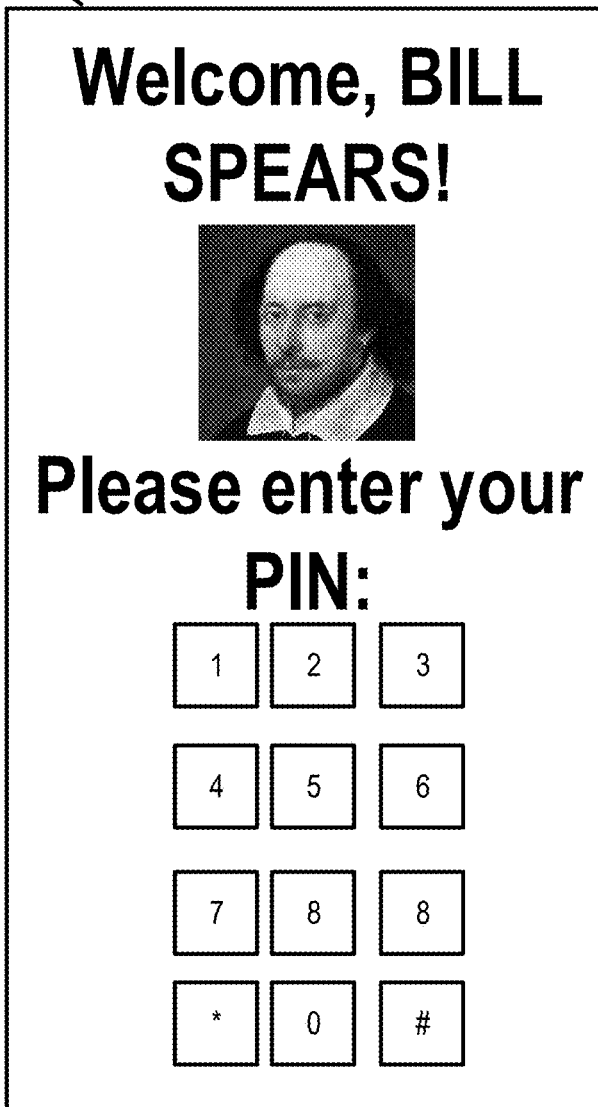 Welcome, BILL
SPEARS!
Please enter your
PIN:
1 2 3
4 5 6
7 8 8
* 0 #